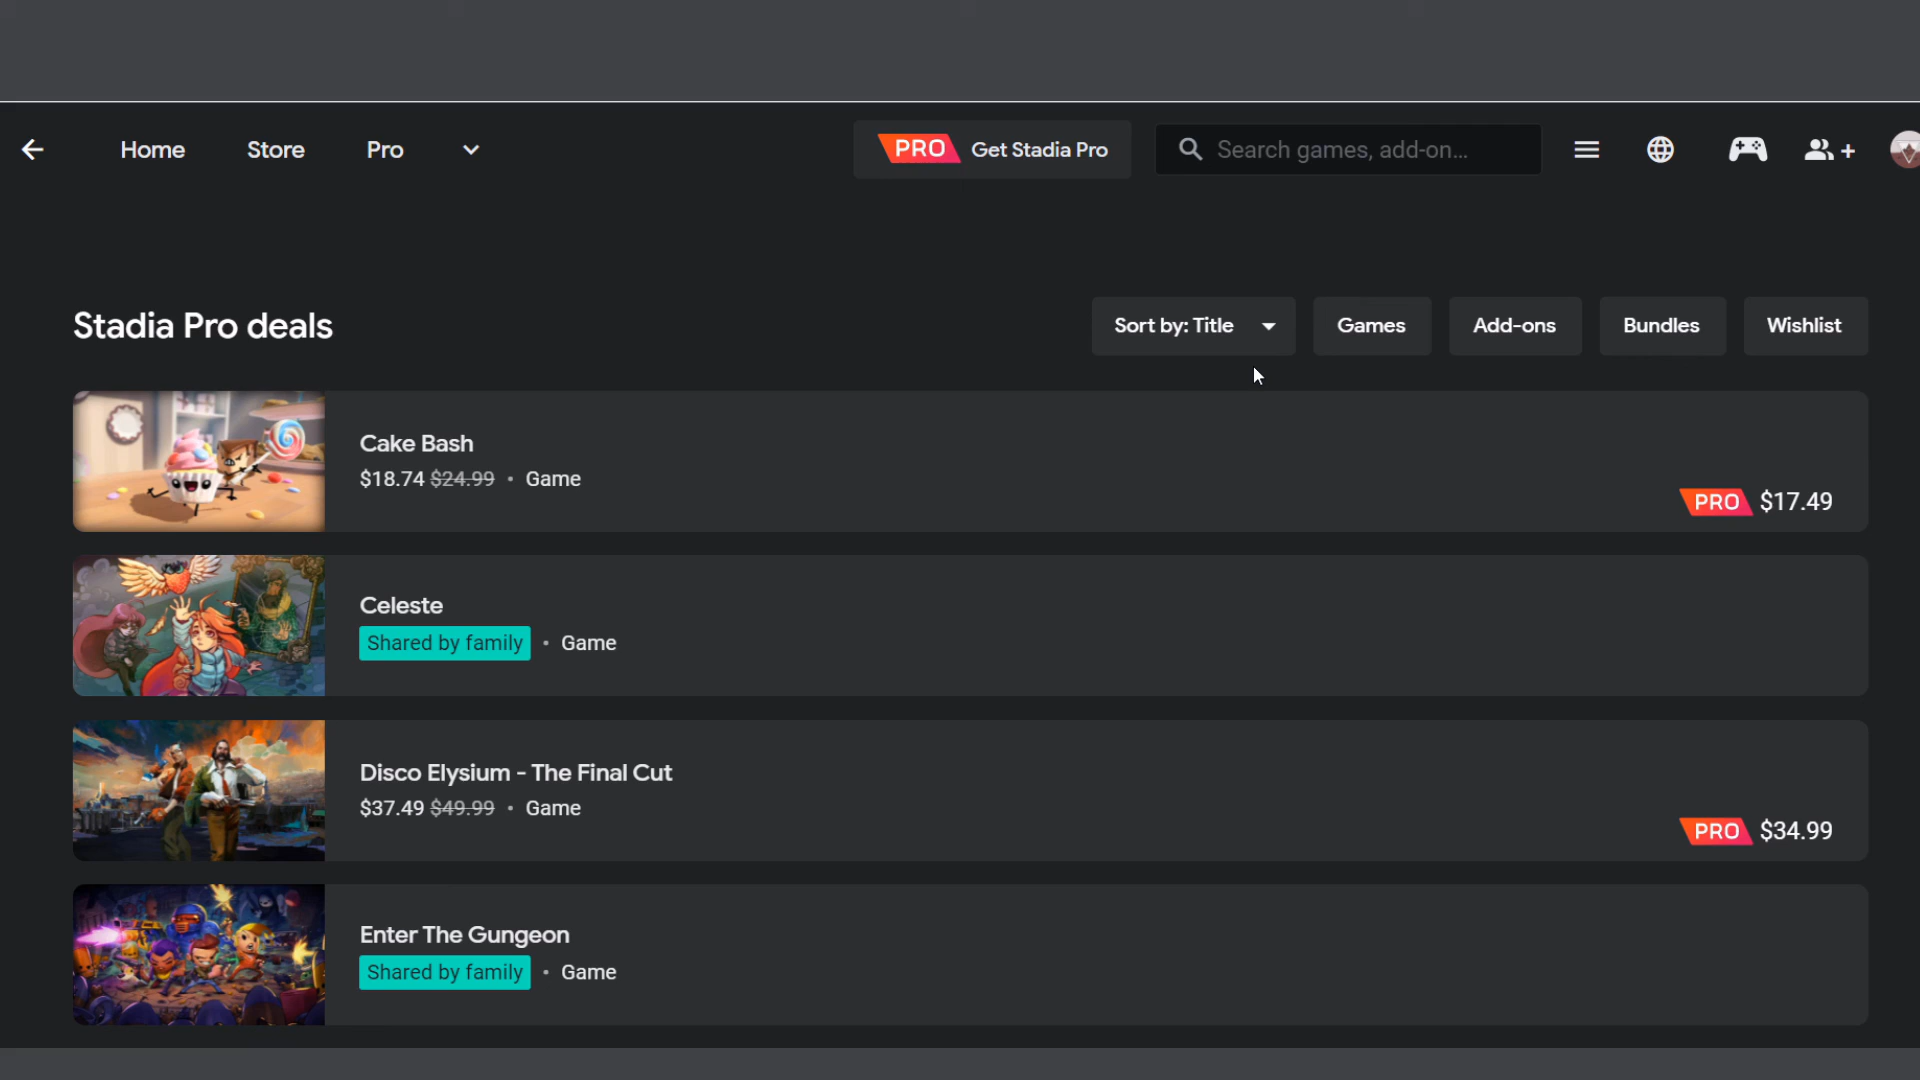 Home Store Pro PRO Get Stadia Pro Search games, add-on...
Stadia Pro deals Sort by: Title Games Add-ons Bundles Wishlist
Cake Bash
$18.74 $24.99 • Game
PRO $17.49
Celeste
Shared by family • Game
Disco Elysium - The Final Cut
$37.49 $49.99 • Game
PRO $34.99
Enter The Gungeon
Shared by family • Game